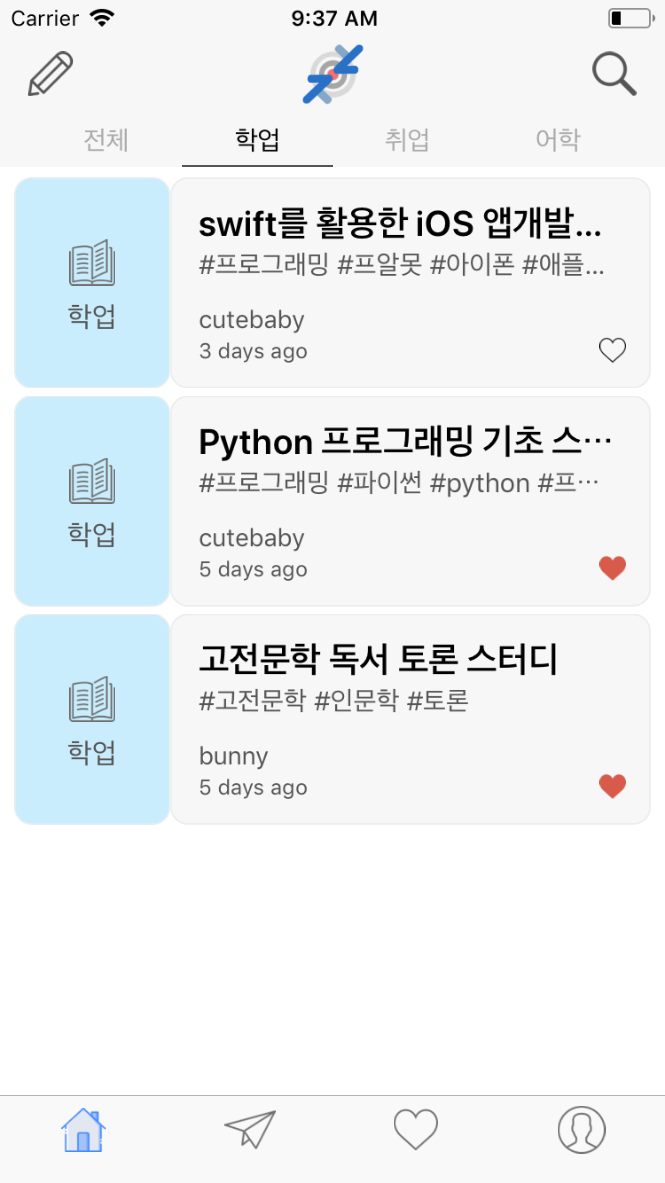 Carrier 9:37 AM
전체 학업 취업 어학
swift를 활용한 iOS 앱개발...
#프로그래밍 #프알못 #아이폰 #애플...
학업
cutebaby
3 days ago
Python 프로그래밍 기초 스...
#프로그래밍 #파이썬 #python #프...
학업
cutebaby
5 days ago
고전문학 독서 토론 스터디
#고전문학 #인문학 #토론
학업
bunny
5 days ago